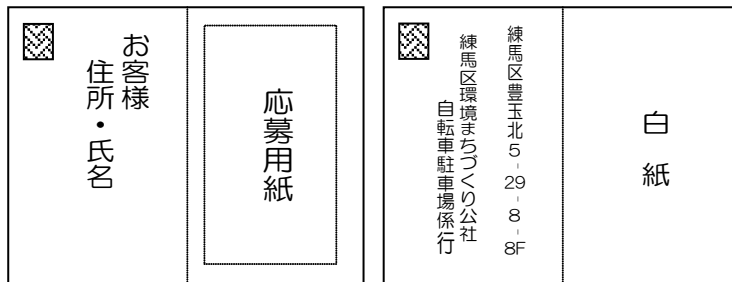 お客様
住所・氏名
応募用紙
練馬区豊玉北5-29-8-8F
練馬区環境まちづくり公社
自転車駐車場係行
白紙